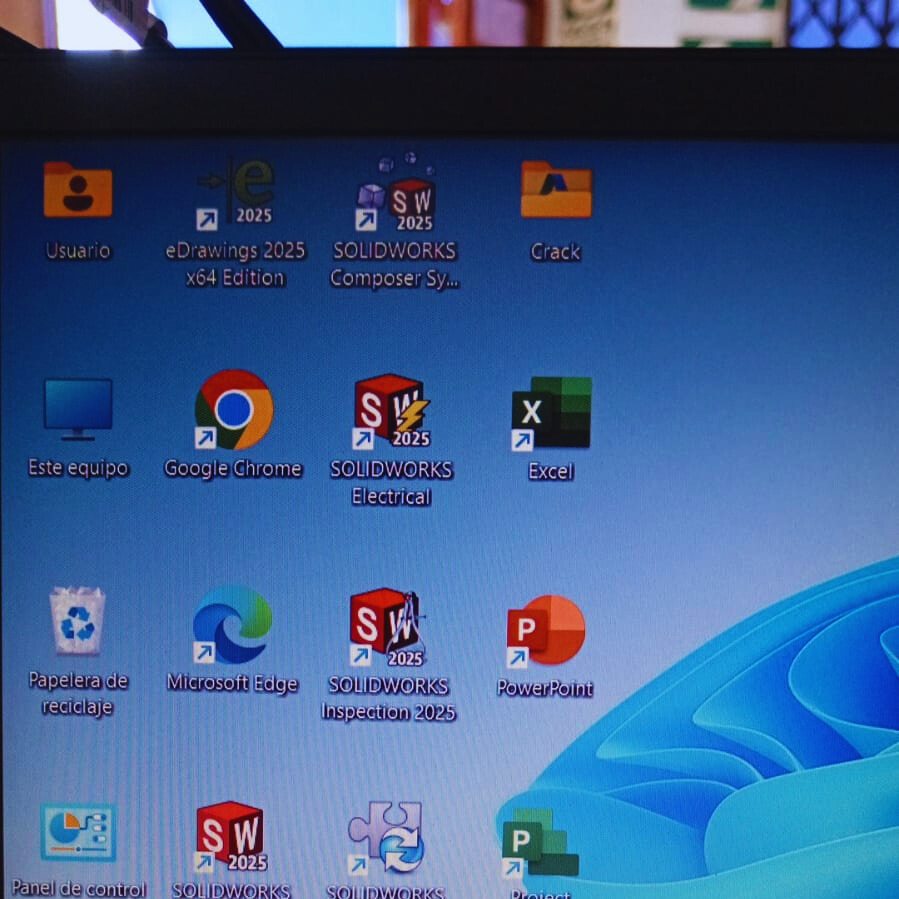 e
2025
S W
2025
Usuario
eDrawings 2025
x64 Edition
SOLIDWORKS
Composer Sy...
Crack
S W
2025
X
Este equipo
Google Chrome
SOLIDWORKS
Electrical
Excel
S W
2025
P
Papelera de
reciclaje
Microsoft Edge
SOLIDWORKS
Inspection 2025
PowerPoint
S W
2025
P
Panel de control
SOLIDWORKS
SOLIDWORKS
Project